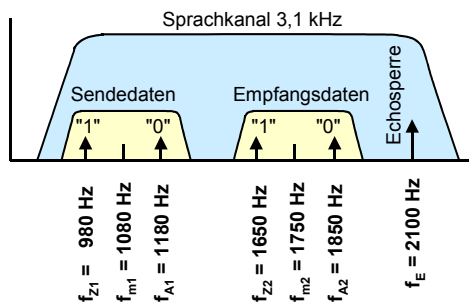 Sprachkanal 3,1 kHz
Sendedaten
Empfangsdaten
Echosperre
"1"
"0"
"1"
"0"
fZ1 = 980 Hz
fm1 = 1080 Hz
fA1 = 1180 Hz
fZ2 = 1650 Hz
fm2 = 1750 Hz
fA2 = 1850 Hz
fE = 2100 Hz